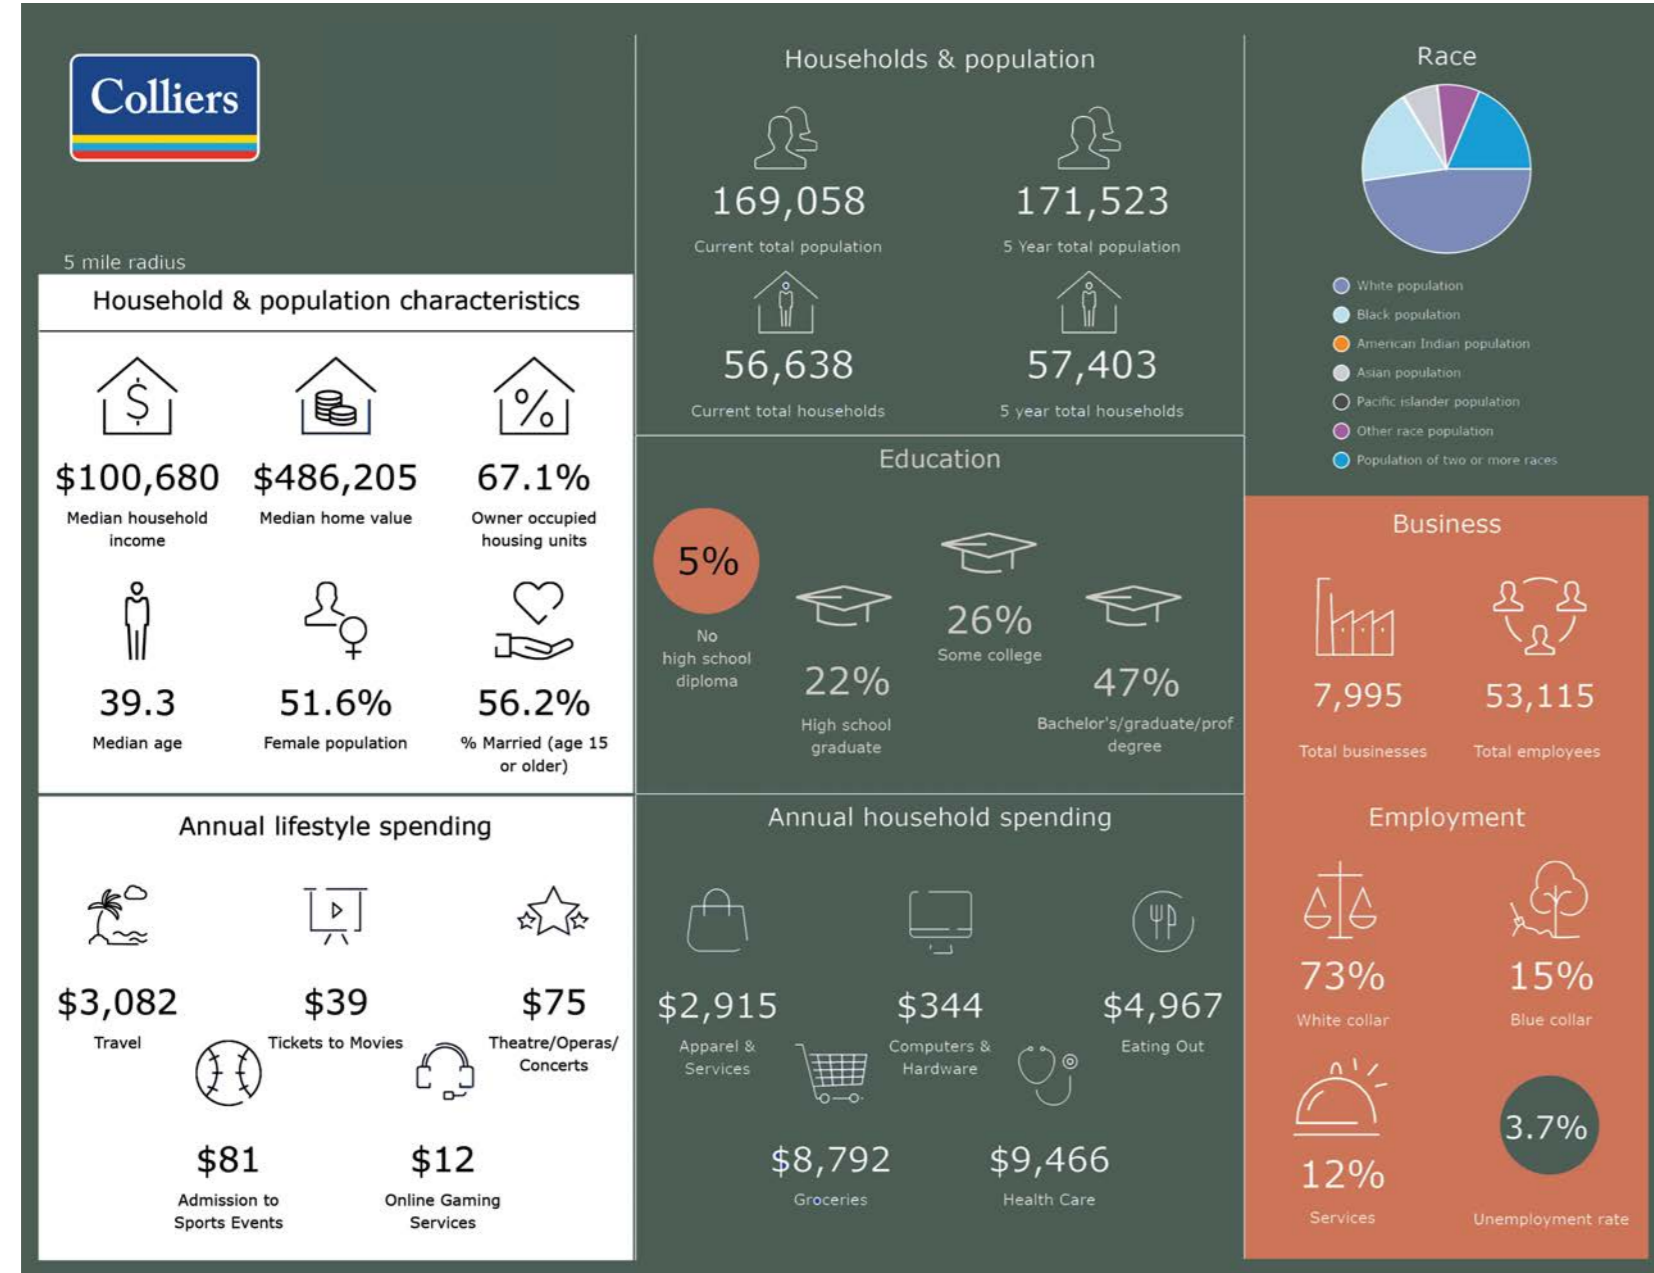 Colliers
5 mile radius
Household & population characteristics
$100,680
Median household
income
$486,205
Median home value
67.1%
Owner occupied
housing units
39.3
Median age
51.6%
Female population
56.2%
% Married (age 15
or older)
Annual lifestyle spending
$3,082
Travel
$39
Tickets to Movies
$75
Theatre/Operas/
Concerts
$81
Admission to
Sports Events
$12
Online Gaming
Services
Households & population
169,058
Current total population
171,523
5 Year total population
56,638
Current total households
57,403
5 year total households
Education
5%
No
high school
diploma
22%
High school
graduate
26%
Some college
47%
Bachelor's/graduate/prof
degree
Annual household spending
$2,915
Apparel &
Services
$344
Computers &
Hardware
$4,967
Eating Out
$8,792
Groceries
$9,466
Health Care
Race
White population
Black population
American Indian population
Asian population
Pacific islander population
Other race population
Population of two or more races
Business
7,995
Total businesses
53,115
Total employees
Employment
73%
White collar
15%
Blue collar
12%
Services
3.7%
Unemployment rate